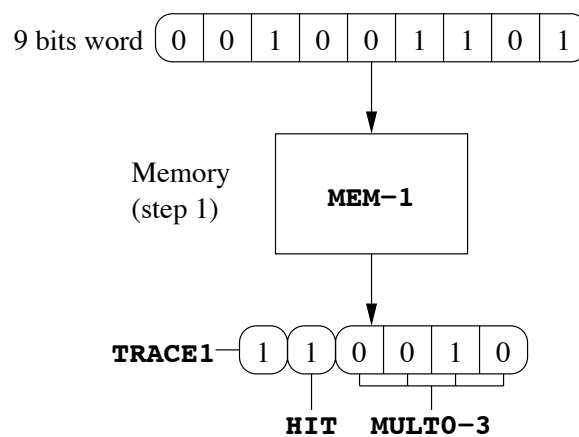 9 bits word 0 0 1 0 0 1 1 0 1
Memory
(step 1)
MEM−1
TRACE1 1 1 0 0 1 0
HIT MULT0−3